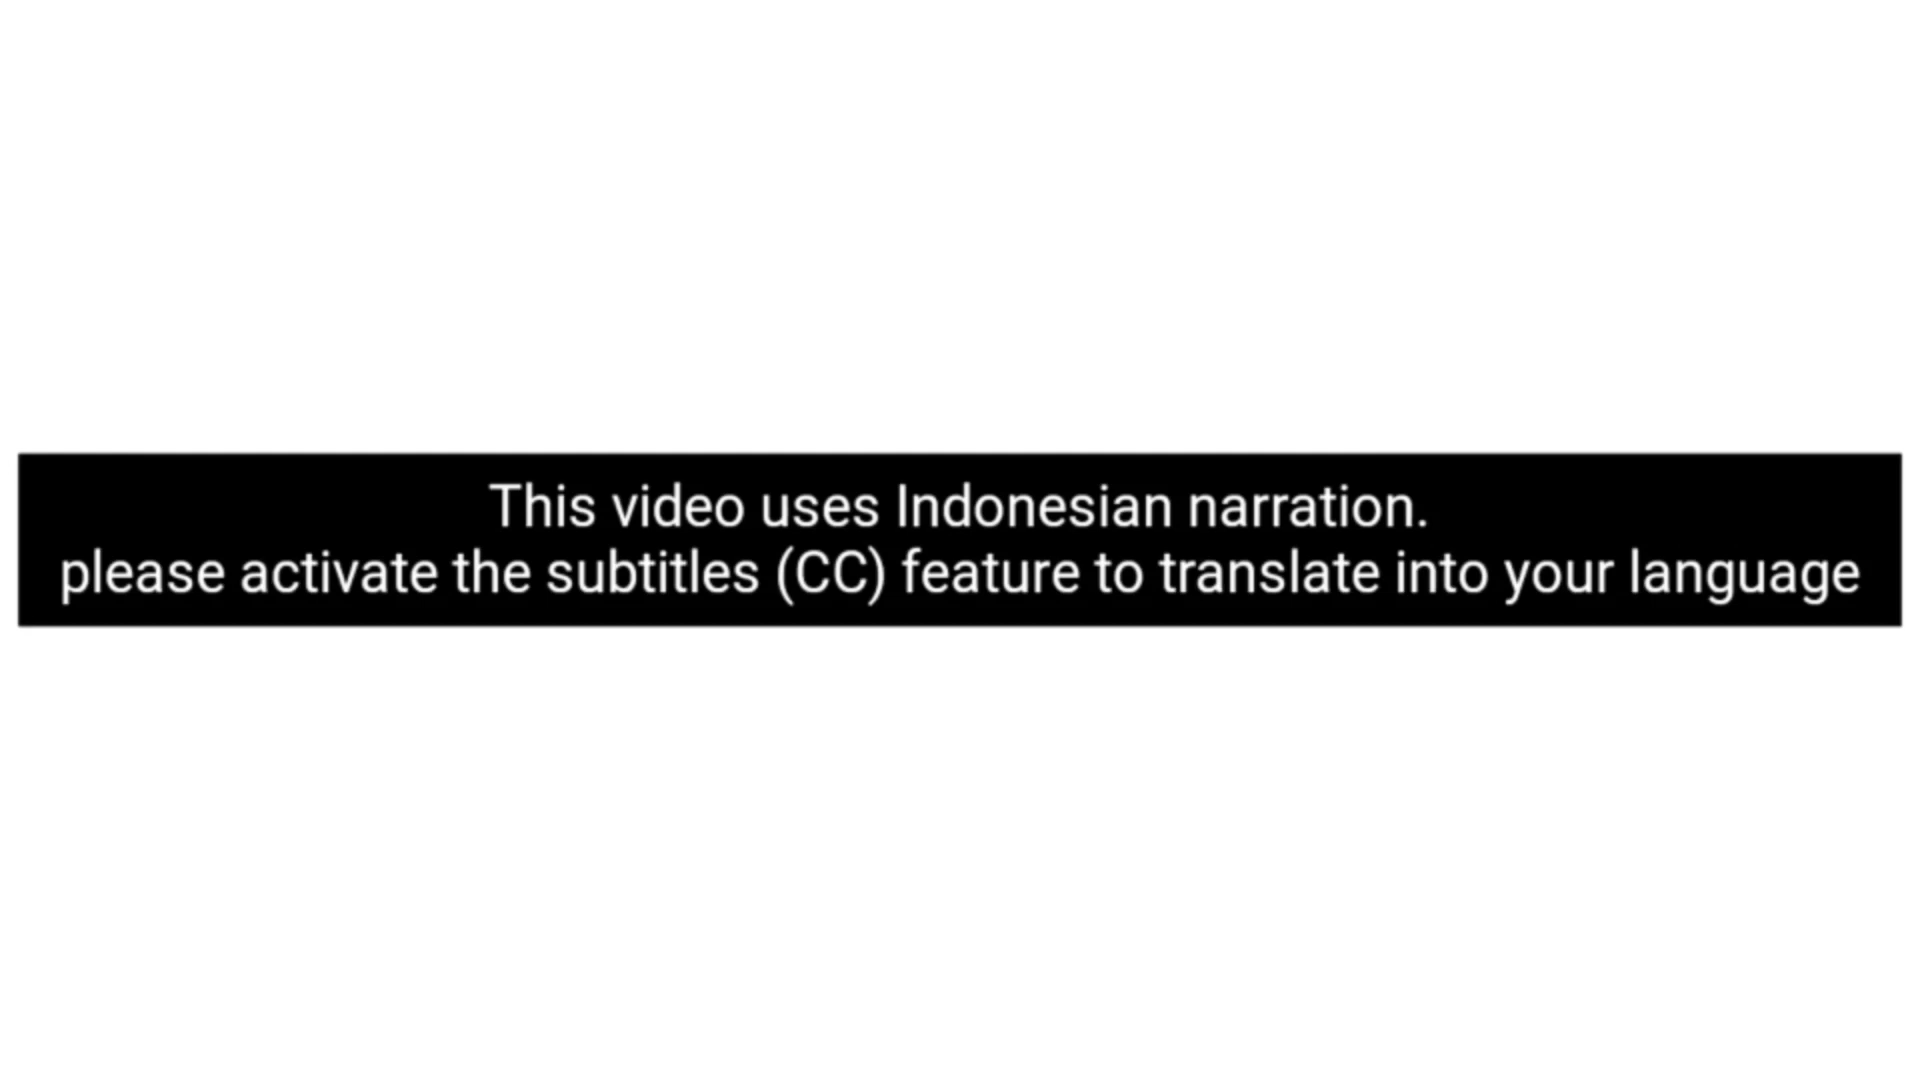 This video uses Indonesian narration.
please activate the subtitles (CC) feature to translate into your language